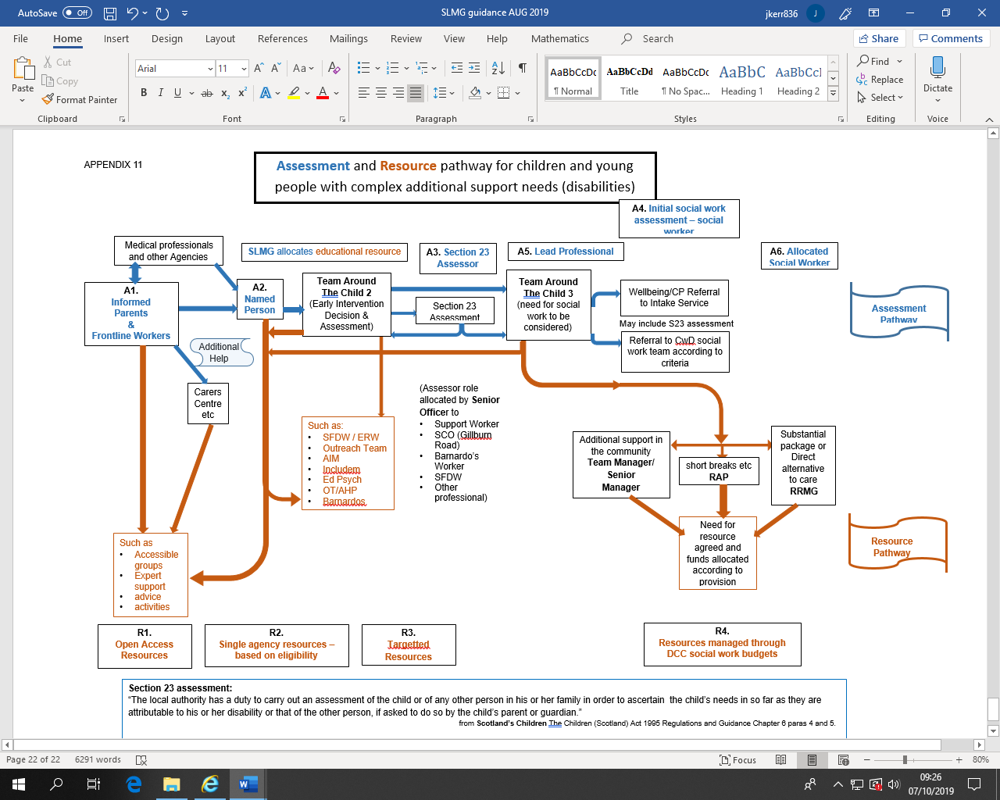 AutoSave Off
SLMG guidance AUG 2019
jkerr836 J
File Home Insert Design Layout References Mailings Review View Help Mathematics Search
Share Comments
Paste
Cut
Copy
Format Painter
Clipboard
Arial 11
Font
Paragraph
AaBbCcDc AaBbCcDd AaBbCcDc AaBbC AaBbCcI
¶ Normal Title ¶ No Spac... Heading 1 Heading 2
Styles
Find
Replace
Select
Editing
Dictate
Voice
APPENDIX 11
Assessment and Resource pathway for children and young
people with complex additional support needs (disabilities)
A4. Initial social work
assessment – social
worker
Medical professionals
and other Agencies
SLMG allocates educational resource
A3. Section 23
Assessor
A5. Lead Professional
A6. Allocated
Social Worker
A1.
Informed
Parents
&
Frontline Workers
A2.
Named
Person
Team Around
The Child 2
(Early Intervention
Decision &
Assessment)
Section 23
Assessment
Team Around
The Child 3
(need for social
work to be
considered)
Wellbeing/CP Referral
to Intake Service
May include S23 assessment
Referral to CwD social
work team according to
criteria
Assessment
Pathway
Additional
Help
Carers
Centre
etc
Such as:
• SFDW / ERW
• Outreach Team
• AIM
• Includem
• Ed Psych
• OT/AHP
• Barnardos
(Assessor role
allocated by Senior
Officer to
• Support Worker
• SCO (Gillburn
Road)
• Barnardo's
Worker
• SFDW
• Other
professional)
Additional support in
the community
Team Manager/
Senior
Manager
short breaks etc
RAP
Substantial
package or
Direct
alternative
to care
RRMG
Need for
resource
agreed and
funds allocated
according to
provision
Resource
Pathway
Such as
• Accessible
groups
• Expert
support
• advice
• activities
R1.
Open Access
Resources
R2.
Single agency resources –
based on eligibility
R3.
Targetted
Resources
R4.
Resources managed through
DCC social work budgets
Section 23 assessment:
“The local authority has a duty to carry out an assessment of the child or of any other person in his or her family in order to ascertain the child's needs in so far as they are
attributable to his or her disability or that of the other person, if asked to do so by the child's parent or guardian.”
from Scotland's Children The Children (Scotland) Act 1995 Regulations and Guidance Chapter 6 paras 4 and 5.
Page 22 of 22 6291 words
Focus
80%
09:26
07/10/2019